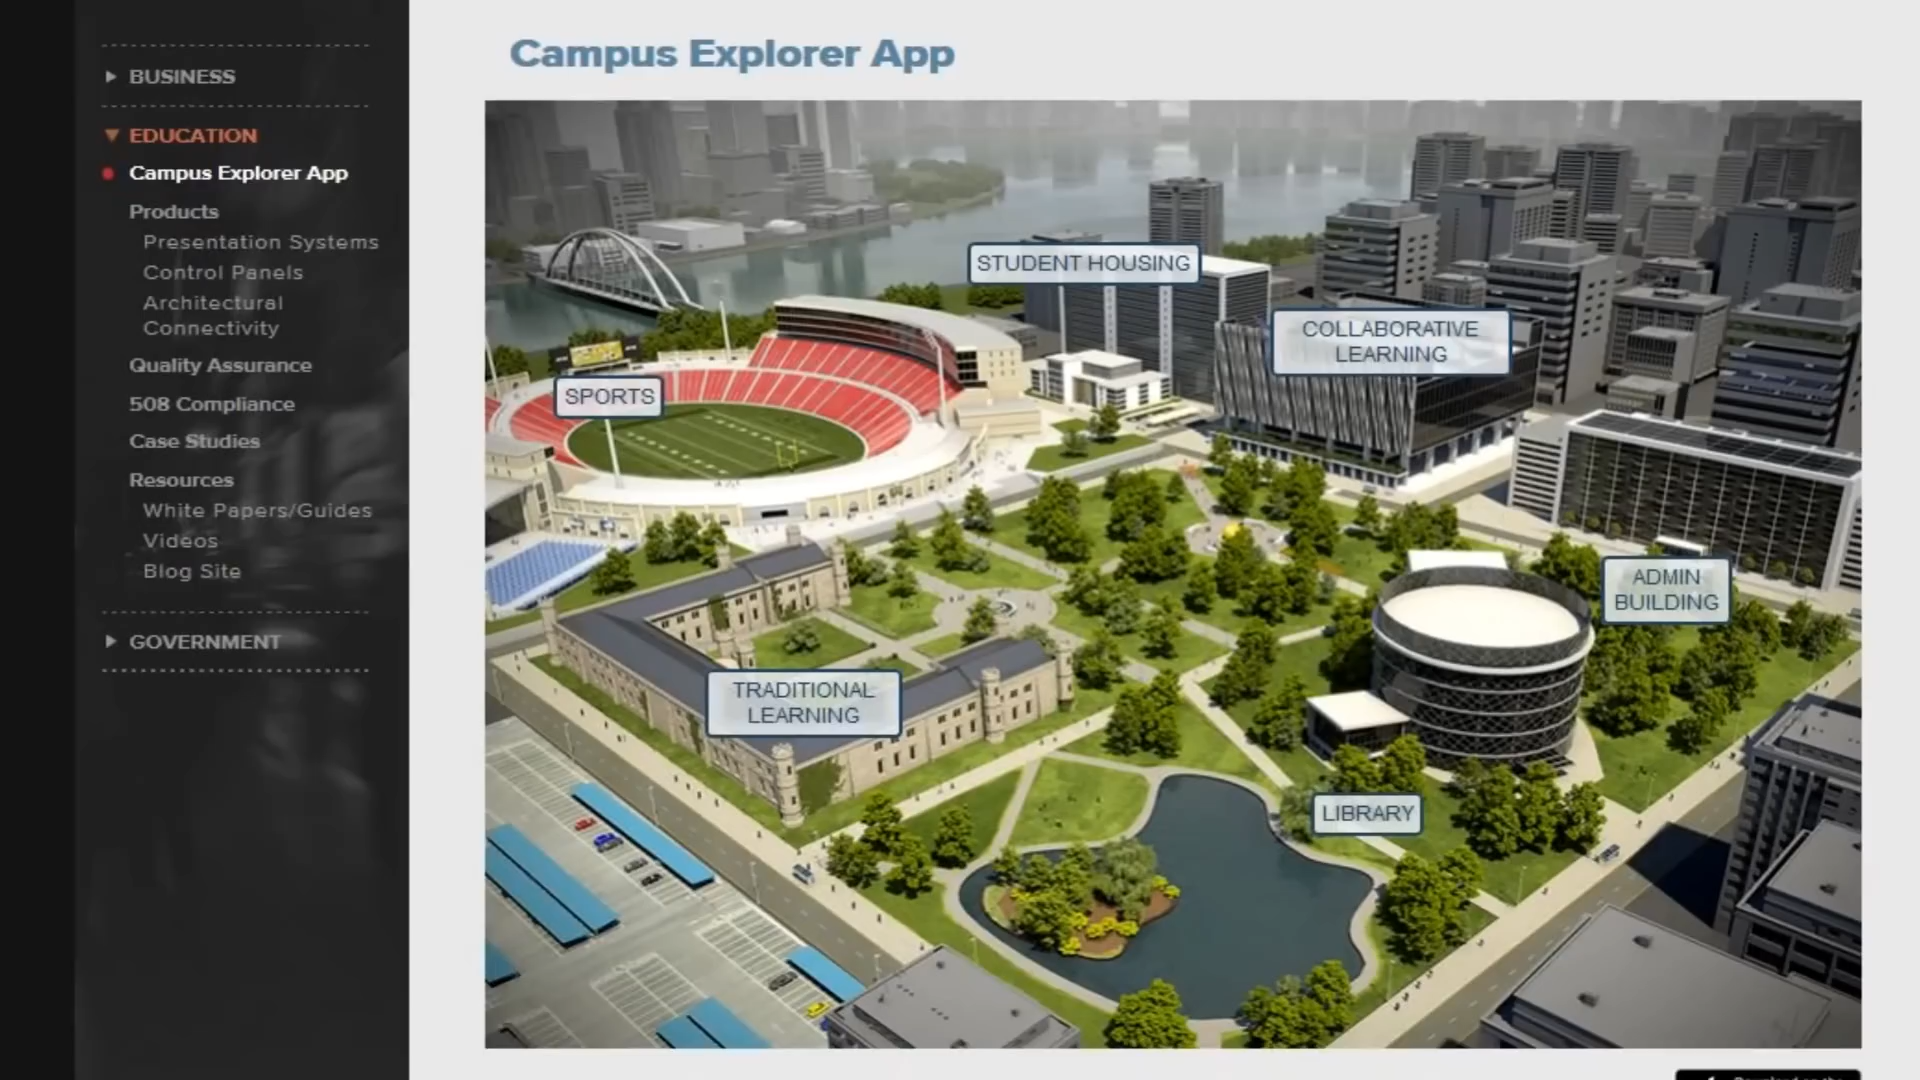 BUSINESS
EDUCATION
Campus Explorer App
Products
Presentation Systems
Control Panels
Architectural
Connectivity
Quality Assurance
508 Compliance
Case Studies
Resources
White Papers/Guides
Videos
Blog Site
GOVERNMENT
Campus Explorer App
STUDENT HOUSING
COLLABORATIVE
LEARNING
SPORTS
ADMIN
BUILDING
TRADITIONAL
LEARNING
LIBRARY